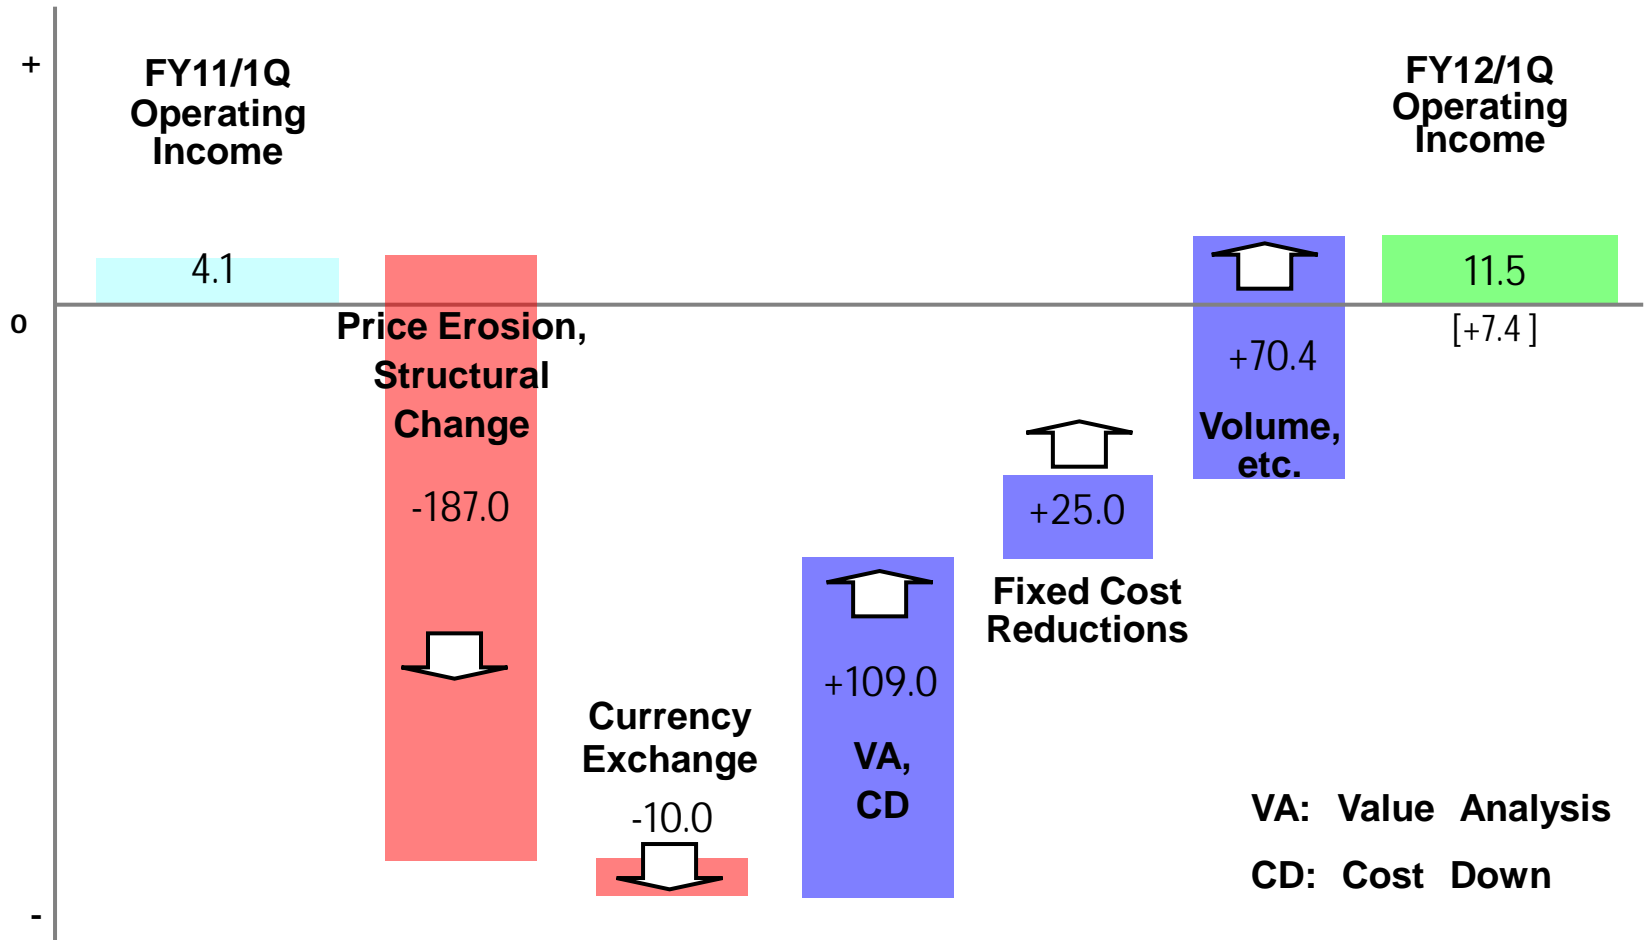 +
FY11/1Q
Operating
Income
FY12/1Q
Operating
Income
4.1
11.5
0
[+7.4 ]
Price Erosion,
Structural
Change
-187.0
Currency
Exchange
-10.0
+109.0
VA,
CD
+25.0
Fixed Cost
Reductions
+70.4
Volume,
etc.
VA: Value Analysis
CD: Cost Down
-